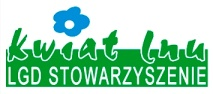 Kwiat lnu
LGD STOWARZYSZENIE